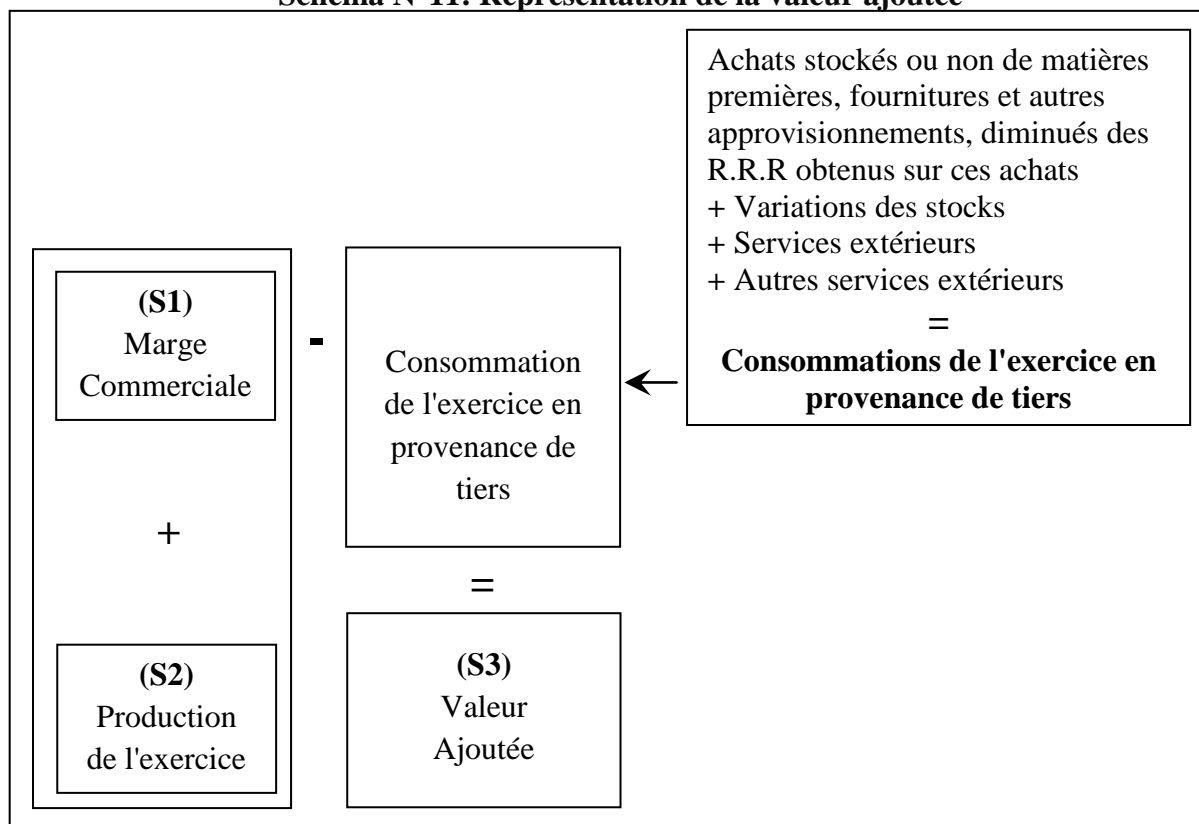 Schéma N°11: Représentation de la valeur ajoutée
Achats stockés ou non de matières
premières, fournitures et autres
approvisionnements, diminués des
R.R.R obtenus sur ces achats
+ Variations des stocks
+ Services extérieurs
+ Autres services extérieurs
=
Consommations de l'exercice en
provenance de tiers
(S1)
Marge
Commerciale
-
Consommation
de l'exercice en
provenance de
tiers
+
=
(S2)
Production
de l'exercice
(S3)
Valeur
Ajoutée